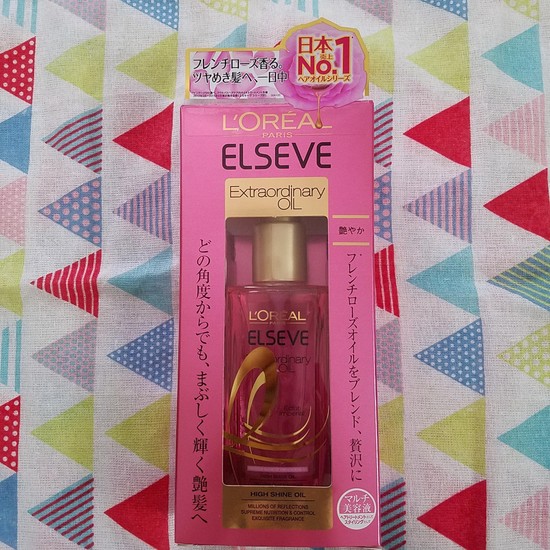 フレンチローズ香る、
ツヤめき髪へ、一日中
日本
売上
No.1
ヘアオイルシリーズ
L'ORÉAL
PARIS
ELSEVE
Extraordinary
OIL
艶やか
フレンチローズオイルをブレンド、贅沢に
どの角度からでも、まぶしく輝く艶髪へ
L'ORÉAL
ELSEVE
OIL
HIGH SHINE OIL
MILLIONS OF REFLECTIONS
SUPREME NUTRITION & CONTROL
EXQUISITE FRAGRANCE
マルチ
美容液